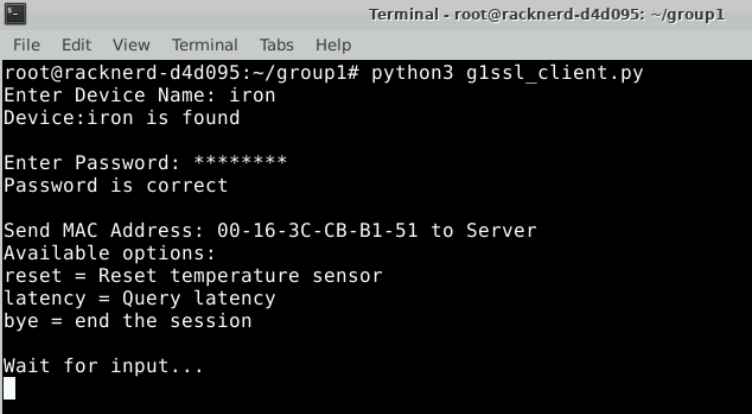 Terminal - root@racknerd-d4d095: ~/group1
File Edit View Terminal Tabs Help
root@racknerd-d4d095:~/group1# python3 g1ssl_client.py
Enter Device Name: iron
Device:iron is found
Enter Password: ********
Password is correct
Send MAC Address: 00-16-3C-CB-B1-51 to Server
Available options:
reset = Reset temperature sensor
latency = Query latency
bye = end the session
Wait for input...